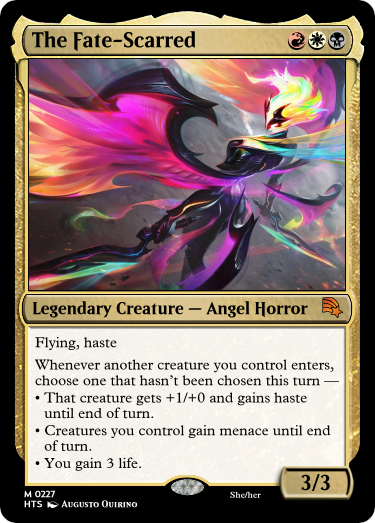 The Fate-Scarred
Legendary Creature — Angel Horror
Flying, haste
Whenever another creature you control enters,
choose one that hasn't been chosen this turn —
• That creature gets +1/+0 and gains haste
until end of turn.
• Creatures you control gain menace until end
of turn.
• You gain 3 life.
3/3
M 0227
HTS Augusto Quirino
She/her